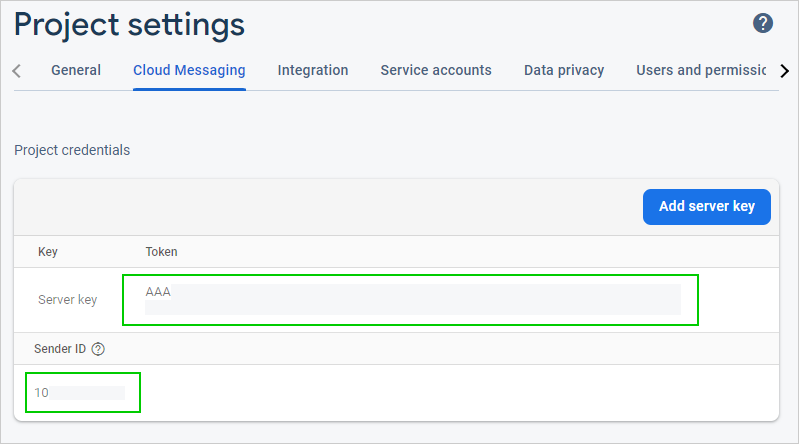 Project settings
General Cloud Messaging Integration Service accounts Data privacy Users and permissic
Project credentials
Add server key
Key Token
Server key AAA
Sender ID
10